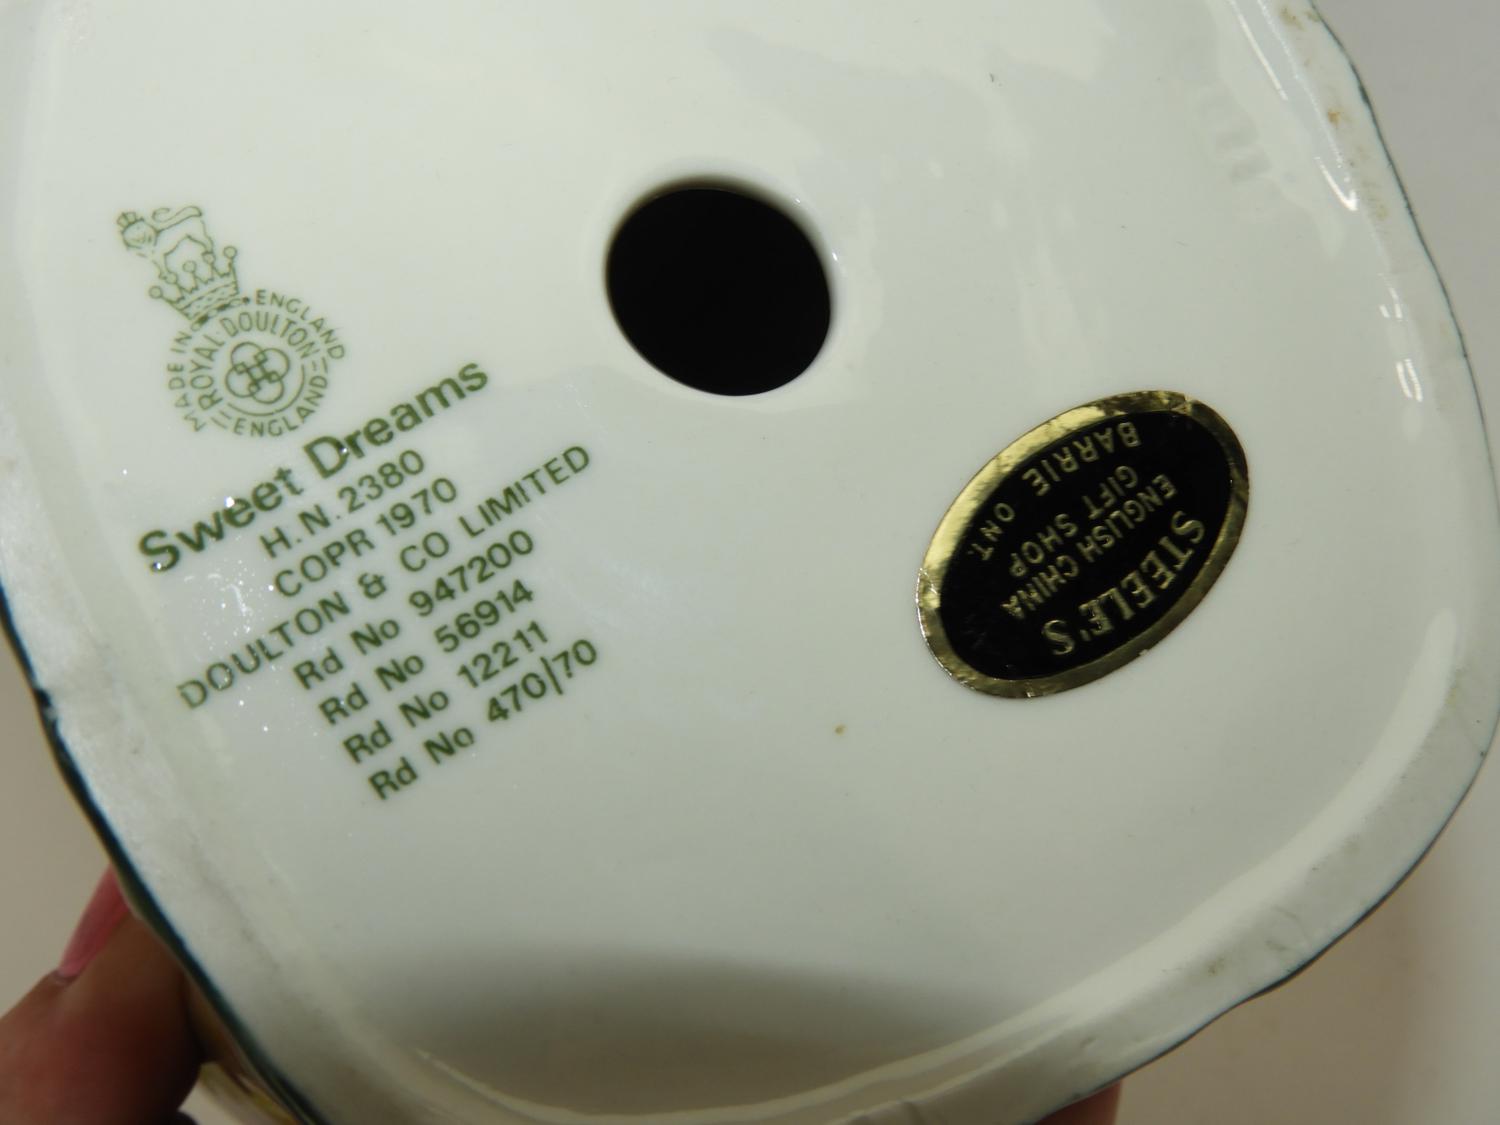 MADE IN ENGLAND
ROYAL·DOULTON
ENGLAND
Sweet Dreams
H.N. 2380
COPR 1970
DOULTON & CO LIMITED
Rd No 947200
Rd No 56914
Rd No 12211
Rd No 470/70
STEELE'S
ENGLISH CHINA
GIFT SHOP
BARRIE ONT.